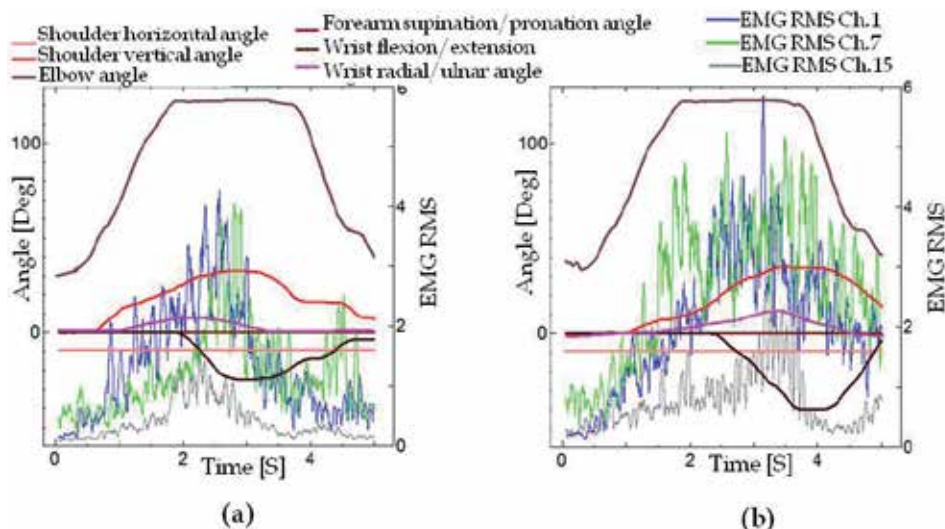 Shoulder horizontal angle
Shoulder vertical angle
Elbow angle
Forearm supination/pronation angle
Wrist flexion/extension
Wrist radial/ulnar angle
EMG RMS Ch.1
EMG RMS Ch.7
EMG RMS Ch.15
Angle [Deg]
100
0
6
4
2
0
EMG RMS
0 2 4
Time [S]
(a)
Angle [Deg]
100
0
6
4
2
0
EMG RMS
0 2 4
Time [S]
(b)